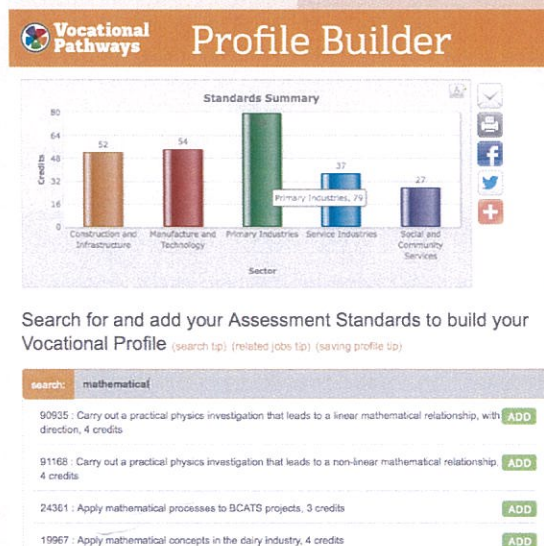 Vocational
Pathways
Profile Builder
Standards Summary
80
64
48
32
16
0
Credits
52
54
37
27
Primary Industries, 79
Construction and
Infrastructure
Manufacture and
Technology
Primary Industries
Service Industries
Social and
Community
Services
Sector
Search for and add your Assessment Standards to build your
Vocational Profile (search tip) (related jobs tip) (saving profile tip)
search: mathematical
90935 : Carry out a practical physics investigation that leads to a linear mathematical relationship, with ADD
direction, 4 credits
91168 : Carry out a practical physics investigation that leads to a non-linear mathematical relationship, ADD
4 credits
24361 : Apply mathematical processes to BCATS projects, 3 credits ADD
19967 : Apply mathematical concepts in the dairy industry, 4 credits ADD